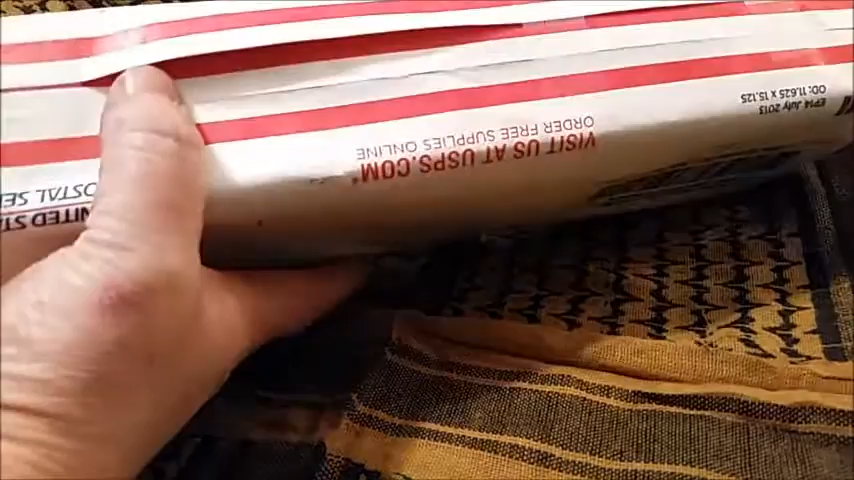 VISIT US AT USPS.COM®
ORDER FREE SUPPLIES ONLINE
EP14 July 2013
OD: 11.625 x 15.125